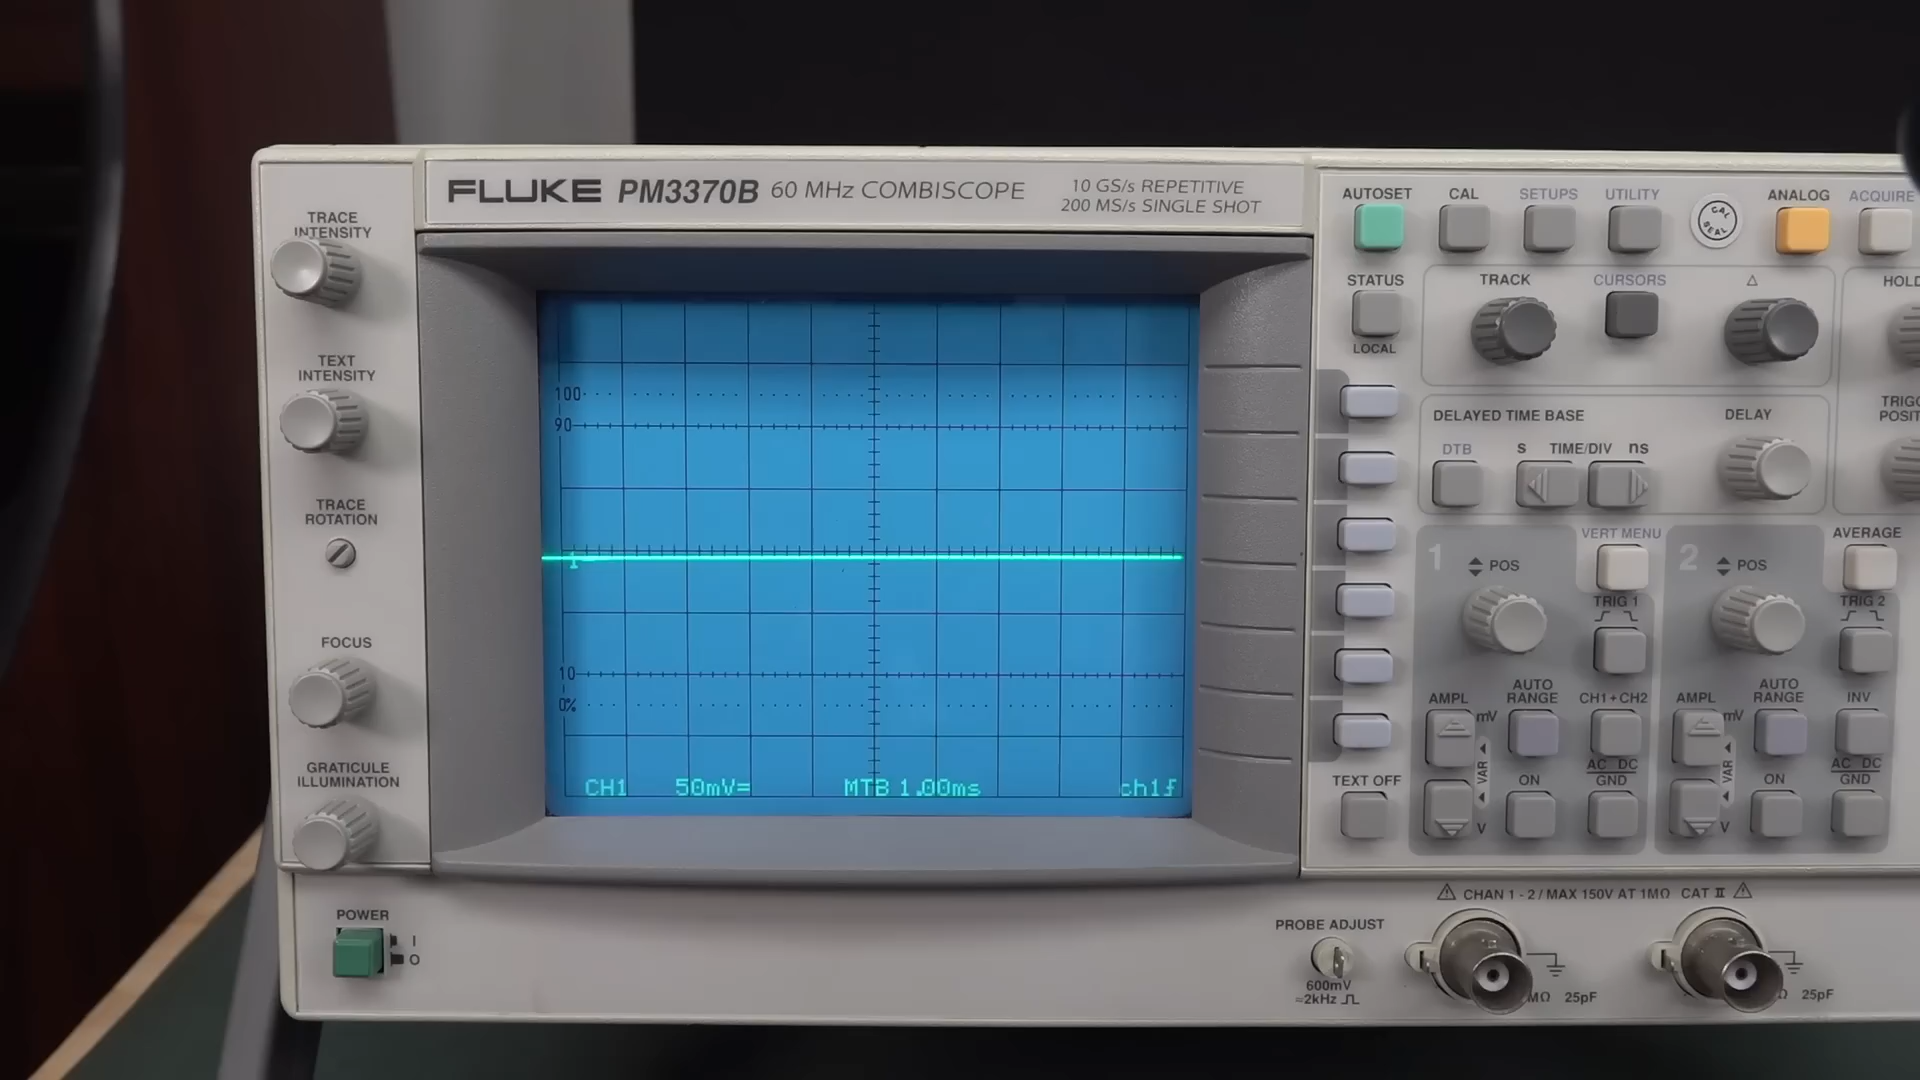 FLUKE PM3370B 60 MHz COMBISCOPE
10 GS/s REPETITIVE
200 MS/s SINGLE SHOT
TRACE
INTENSITY
TEXT
INTENSITY
TRACE
ROTATION
FOCUS
GRATICULE
ILLUMINATION
POWER
I
O
100
90
10
0%
CH1 50mV= MTB 1.00ms ch1
AUTOSET CAL SETUPS UTILITY
CAL
SEAL
ANALOG ACQUIRE
STATUS
LOCAL
TRACK CURSORS Δ
HOLD
DELAYED TIME BASE DELAY
DTB S TIME/DIV ns
VERT MENU AVERAGE
1 POS
TRIG 1
2 POS
TRIG 2
AMPL AUTO
RANGE CH1+CH2
mV
VAR
V
ON
AC DC
GND
AMPL AUTO
RANGE INV
mV
VAR
V
ON
AC DC
GND
TEXT OFF
CHAN 1 - 2 / MAX 150V AT 1MΩ CAT II
PROBE ADJUST
600mV
≈2kHz
MΩ 25pF
Ω 25pF